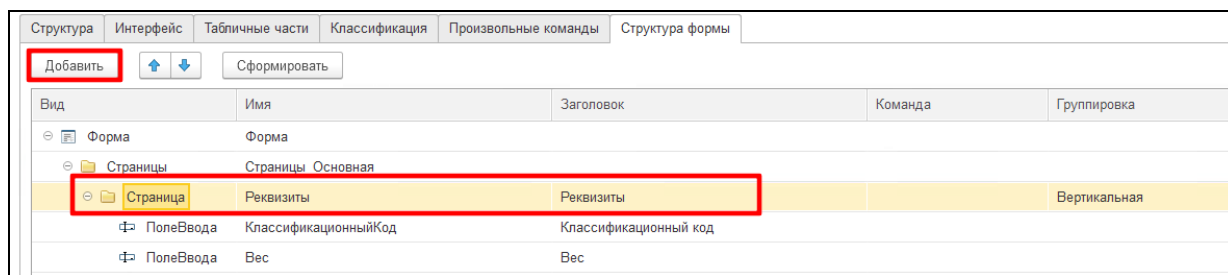 Структура Интерфейс Табличные части Классификация Произвольные команды Структура формы
Добавить Сформировать
Вид Имя Заголовок Команда Группировка
Форма Форма
Страницы Страницы_Основная
Страница Реквизиты Реквизиты Вертикальная
ПолеВвода КлассификационныйКод Классификационный код
ПолеВвода Вес Вес